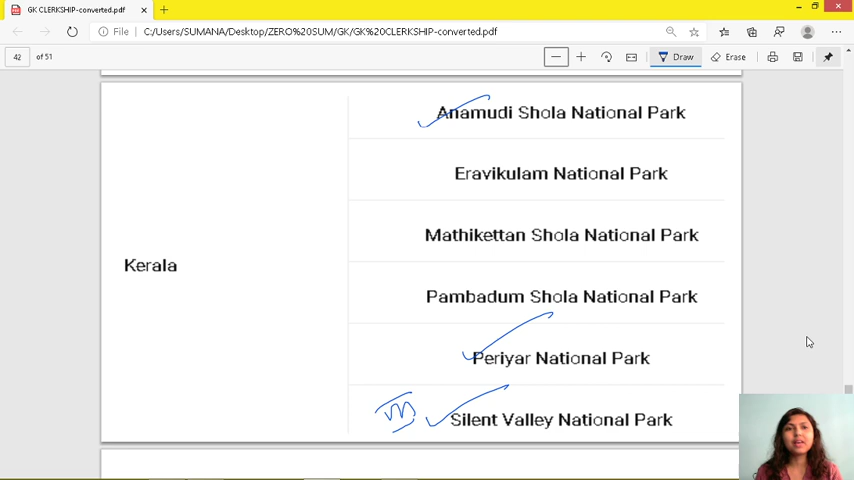 GK CLERKSHIP-converted.pdf
File C:/Users/SUMANA/Desktop/ZERO%20SUM/GK/GK%20CLERKSHIP-converted.pdf
42 of 51 Draw Erase
Anamudi Shola National Park
Eravikulam National Park
Mathikettan Shola National Park
Kerala
Pambadum Shola National Park
Periyar National Park
Silent Valley National Park